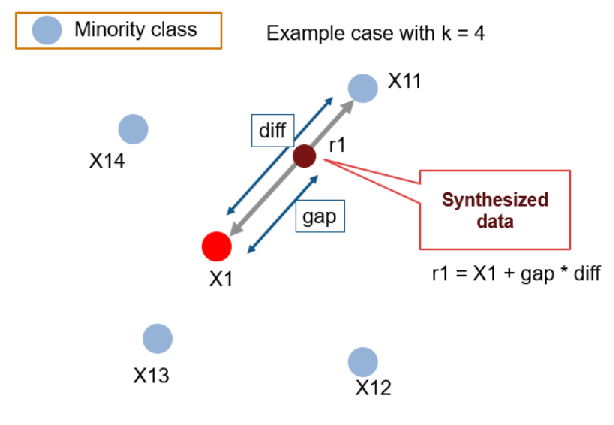 Minority class
Example case with k = 4
X11
diff
r1
X14
Synthesized
data
gap
X1
r1 = X1 + gap * diff
X13
X12